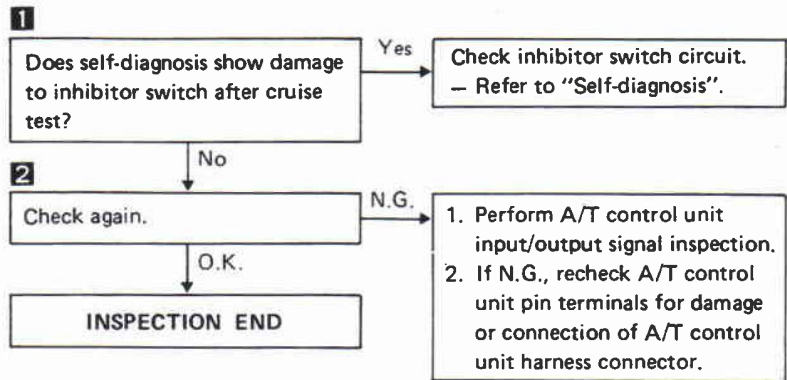 1
Does self-diagnosis show damage
to inhibitor switch after cruise
test?
Yes
Check inhibitor switch circuit.
— Refer to “Self-diagnosis”.
No
2
Check again.
N.G.
1. Perform A/T control unit
input/output signal inspection.
2. If N.G., recheck A/T control
unit pin terminals for damage
or connection of A/T control
unit harness connector.
O.K.
INSPECTION END